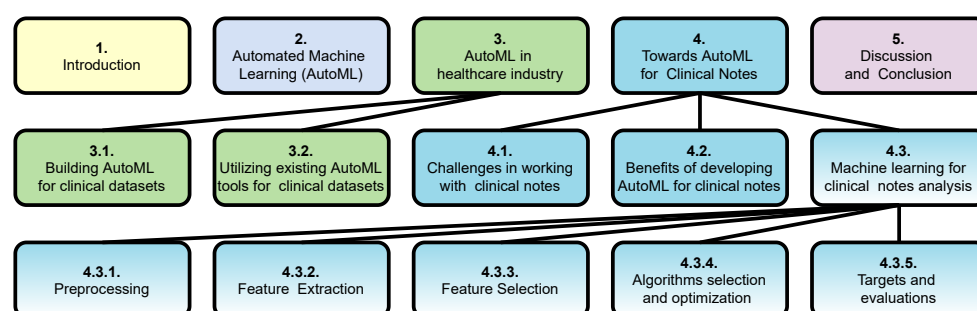 1.
Introduction
2.
Automated Machine
Learning (AutoML)
3.
AutoML in
healthcare industry
4.
Towards AutoML
for Clinical Notes
5.
Discussion
and Conclusion
3.1.
Building AutoML
for clinical datasets
3.2.
Utilizing existing AutoML
tools for clinical datasets
4.1.
Challenges in working
with clinical notes
4.2.
Benefits of developing
AutoML for clinical notes
4.3.
Machine learning for
clinical notes analysis
4.3.1.
Preprocessing
4.3.2.
Feature Extraction
4.3.3.
Feature Selection
4.3.4.
Algorithms selection
and optimization
4.3.5.
Targets and
evaluations